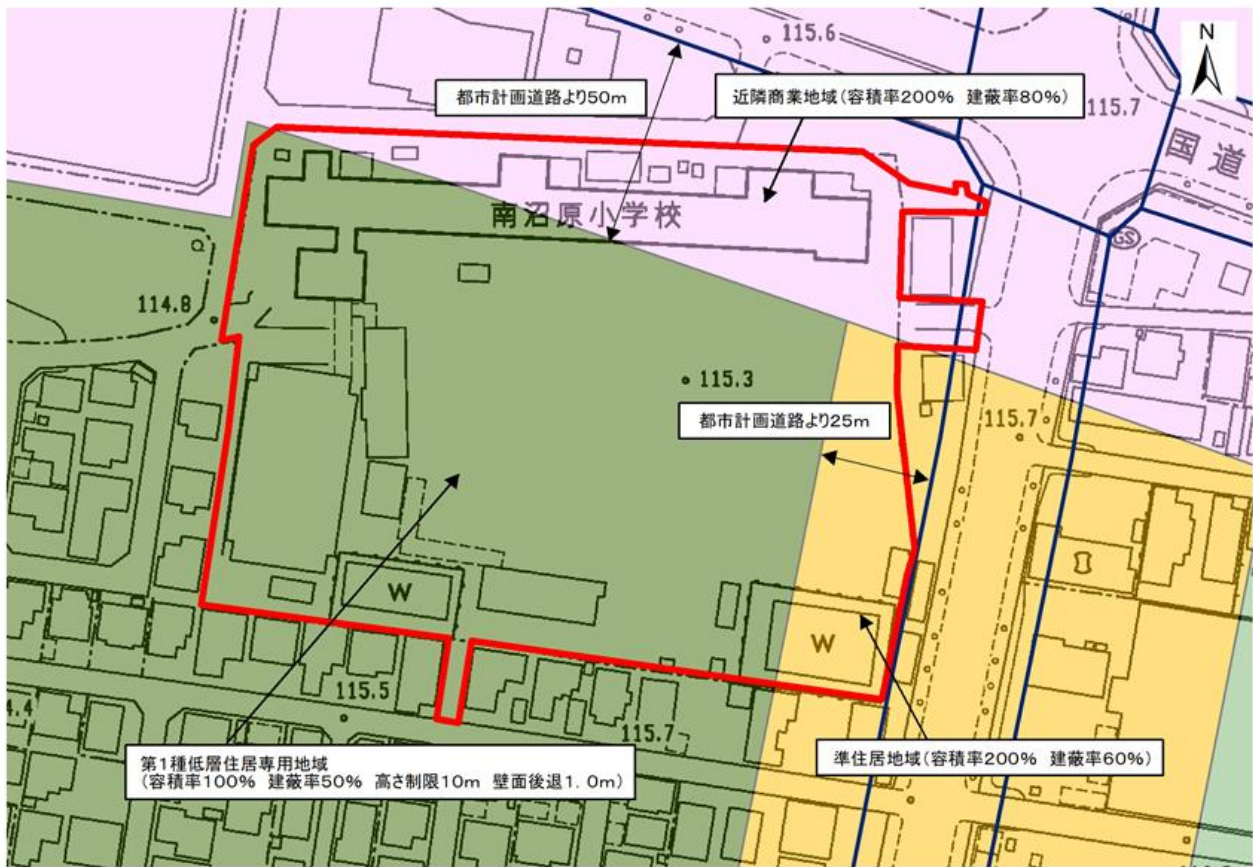 115.6
N
都市計画道路より50m
近隣商業地域(容積率200% 建蔽率80%)
115.7
国道
南沼原小学校
GS
114.8
115.3
都市計画道路より25m
115.7
W
W
115.5
115.7
4.4
第1種低層住居専用地域
(容積率100% 建蔽率50% 高さ制限10m 壁面後退1.0m)
準住居地域(容積率200% 建蔽率60%)